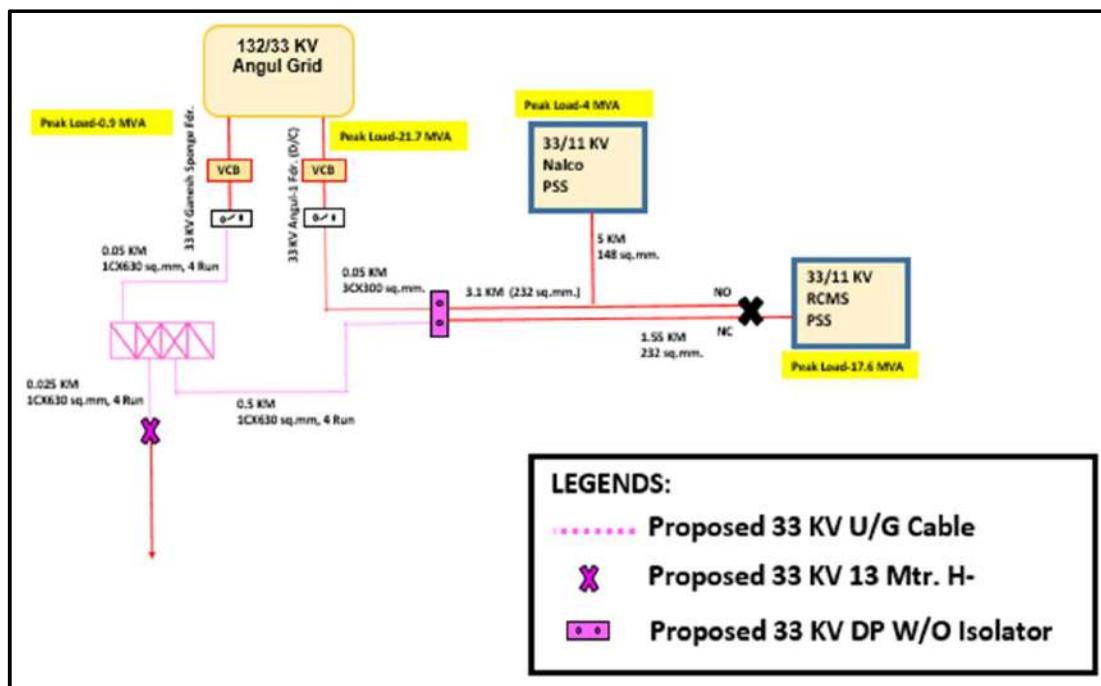 132/33 KV
Angul Grid
Peak Load-0.9 MVA
33 KV Ganesh Sponge Fdr.
Peak Load-21.7 MVA
33 KV Angul-1 Fdr. (D/C)
VCB
VCB
Peak Load-4 MVA
33/11 KV
Nalco
PSS
0.05 KM
1CX630 sq.mm, 4 Run
5 KM
148 sq.mm.
0.05 KM
3CX300 sq.mm.
3.1 KM (232 sq.mm.)
NO
NC
33/11 KV
RCMS
PSS
1.55 KM
232 sq.mm.
Peak Load-17.6 MVA
0.025 KM
1CX630 sq.mm, 4 Run
0.5 KM
1CX630 sq.mm, 4 Run
LEGENDS:
Proposed 33 KV U/G Cable
Proposed 33 KV 13 Mtr. H-
Proposed 33 KV DP W/O Isolator